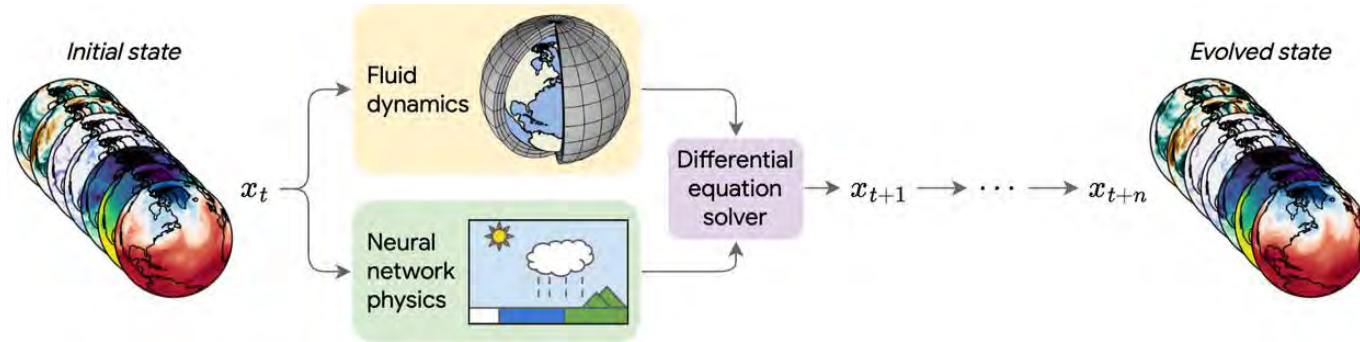 Initial state
x_t
Fluid
dynamics
Neural
network
physics
Differential
equation
solver
x_{t+1}
...
x_{t+n}
Evolved state